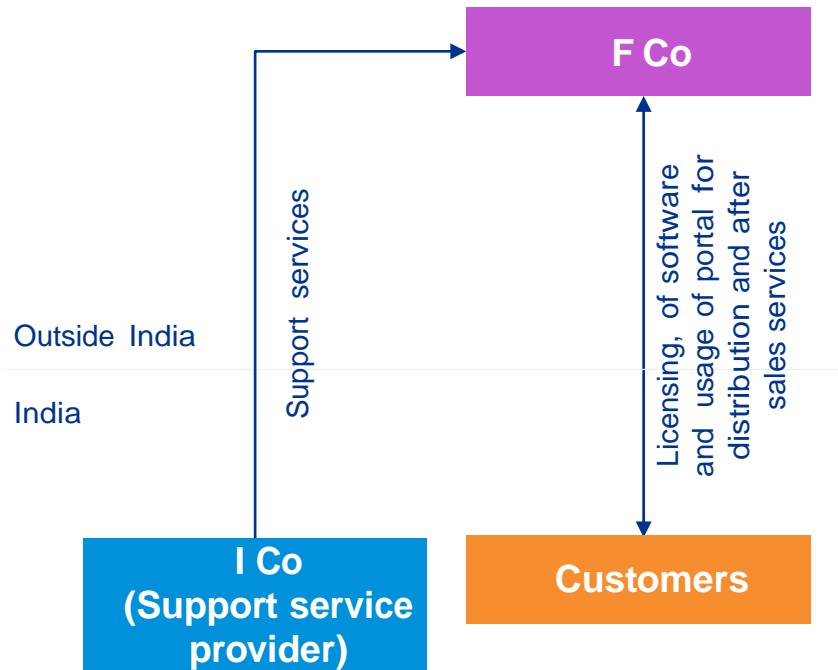 F Co
Support services
Licensing, of software
and usage of portal for
distribution and after
sales services
Outside India
India
I Co
(Support service
provider)
Customers